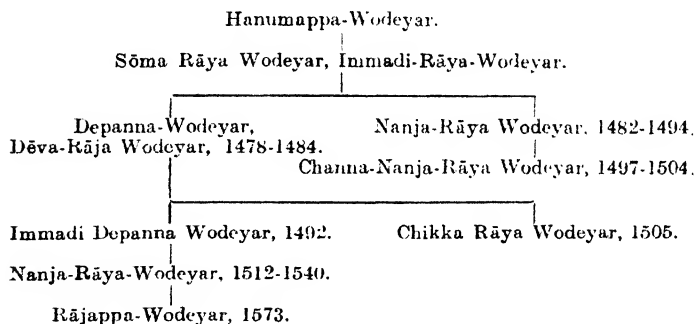 Hanumappa-Wodeyar.
Sōma Rāya Wodeyar, Immadi-Rāya-Wodeyar.
Depanna-Wodeyar,
Dēva-Rāja Wodeyar, 1478-1484.
Nanja-Rāya Wodeyar, 1482-1494.
Channa-Nanja-Rāya Wodeyar, 1497-1504.
Immadi Depanna Wodeyar, 1492.
Chikka Rāya Wodeyar, 1505.
Nanja-Rāya-Wodeyar, 1512-1540.
Rājappa-Wodeyar, 1573.